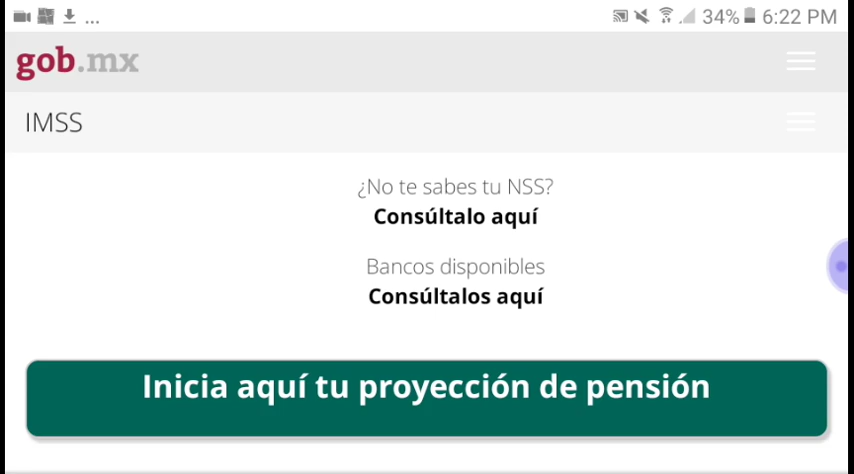 ... 34% 6:22 PM
gob.mx
IMSS
¿No te sabes tu NSS?
Consúltalo aquí
Bancos disponibles
Consúltalos aquí
Inicia aquí tu proyección de pensión